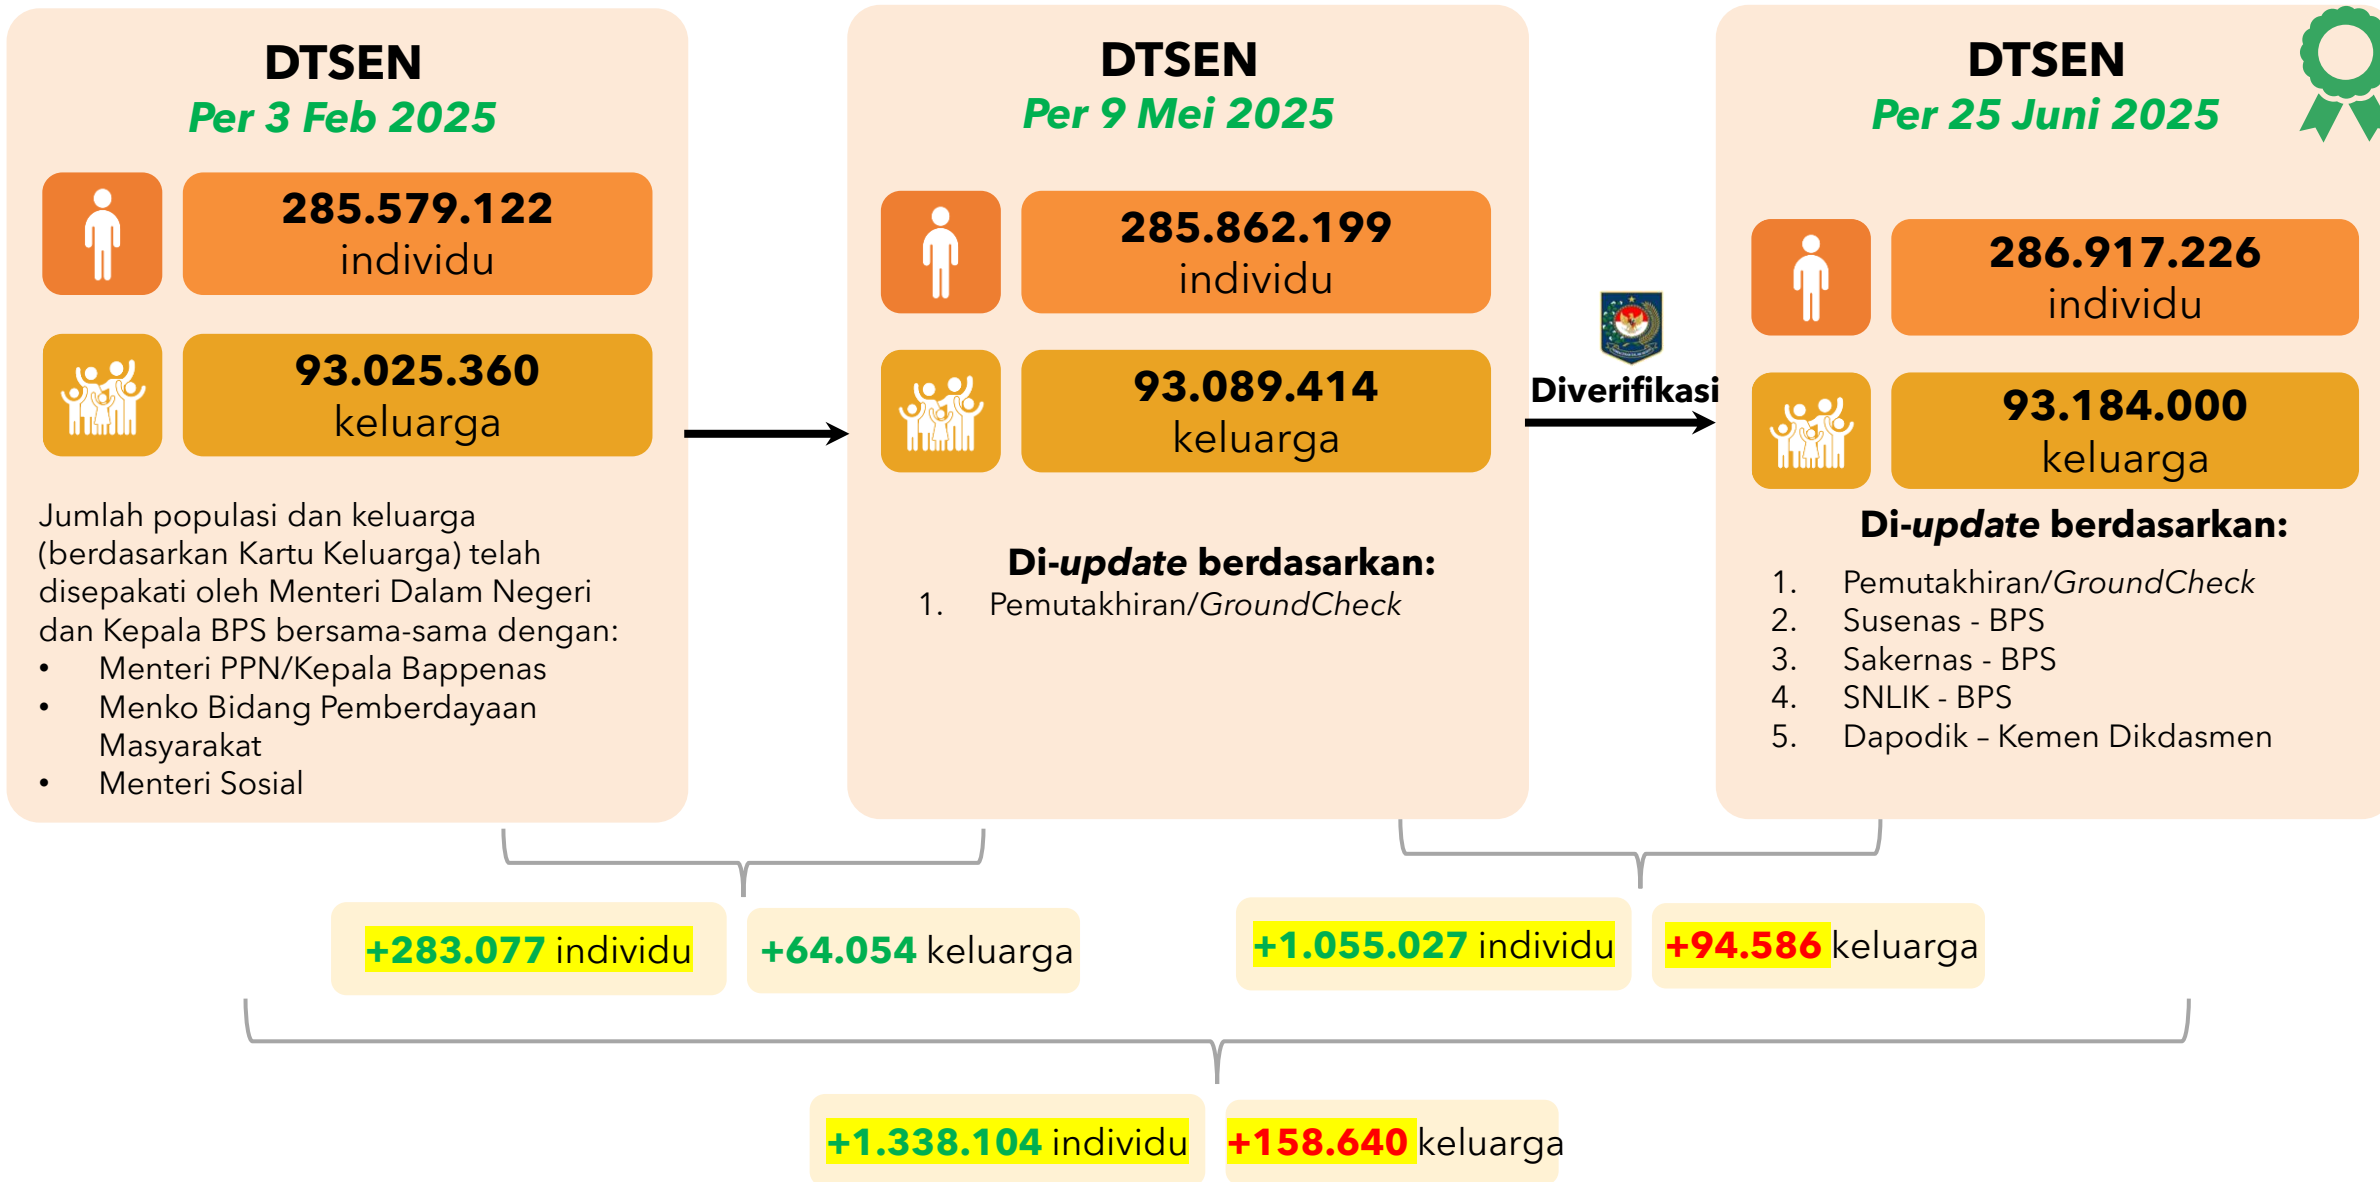 DTSEN
Per 3 Feb 2025
285.579.122
individu
93.025.360
keluarga
Jumlah populasi dan keluarga
(berdasarkan Kartu Keluarga) telah
disepakati oleh Menteri Dalam Negeri
dan Kepala BPS bersama-sama dengan:
• Menteri PPN/Kepala Bappenas
• Menko Bidang Pemberdayaan
Masyarakat
• Menteri Sosial
DTSEN
Per 9 Mei 2025
285.862.199
individu
93.089.414
keluarga
Di-update berdasarkan:
1. Pemutakhiran/GroundCheck
Diverifikasi
DTSEN
Per 25 Juni 2025
286.917.226
individu
93.184.000
keluarga
Di-update berdasarkan:
1. Pemutakhiran/GroundCheck
2. Susenas - BPS
3. Sakernas - BPS
4. SNLIK - BPS
5. Dapodik – Kemen Dikdasmen
+283.077 individu
+64.054 keluarga
+1.055.027 individu
+94.586 keluarga
+1.338.104 individu
+158.640 keluarga